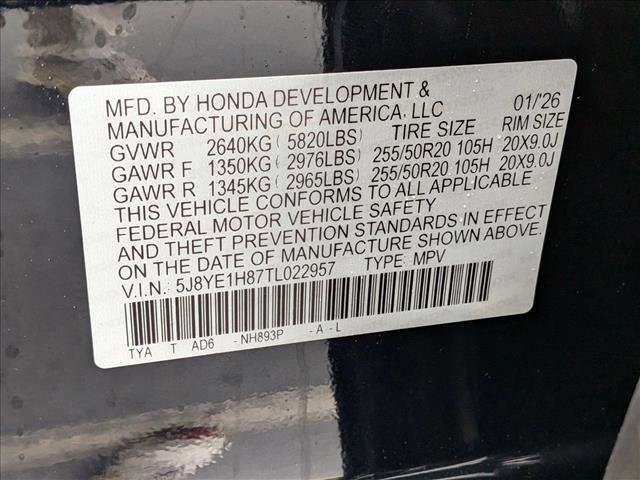 MFD. BY HONDA DEVELOPMENT &
MANUFACTURING OF AMERICA, LLC 01/'26
GVWR 2640KG (5820LBS) TIRE SIZE RIM SIZE
GAWR F 1350KG (2976LBS) 255/50R20 105H 20X9.0J
GAWR R 1345KG (2965LBS) 255/50R20 105H 20X9.0J
THIS VEHICLE CONFORMS TO ALL APPLICABLE
FEDERAL MOTOR VEHICLE SAFETY
AND THEFT PREVENTION STANDARDS IN EFFECT
ON THE DATE OF MANUFACTURE SHOWN ABOVE.
V.I.N.: 5J8YE1H87TL022957 TYPE: MPV
TYA T AD6 -NH893P -A-L